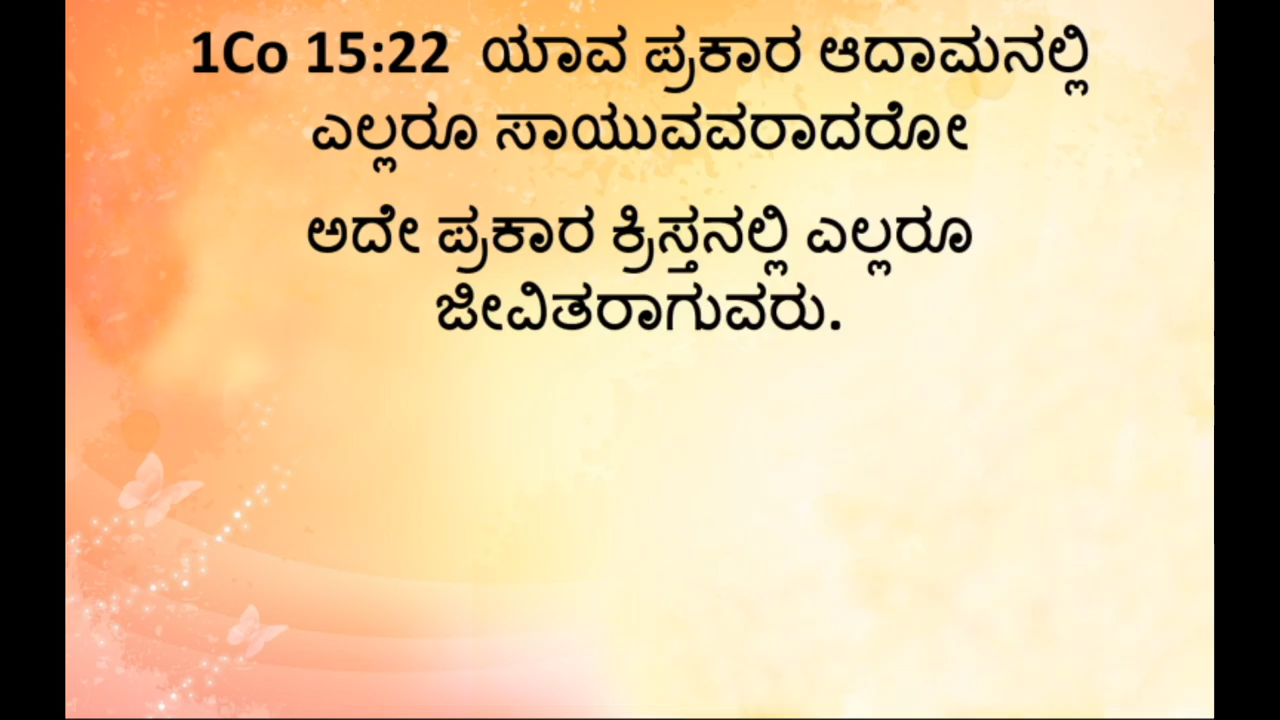 1Co 15:22  ಯಾವ ಪ್ರಕಾರ ಆದಾಮನಲ್ಲಿ
ಎಲ್ಲರೂ ಸಾಯುವವರಾದರೋ
ಅದೇ ಪ್ರಕಾರ ಕ್ರಿಸ್ತನಲ್ಲಿ ಎಲ್ಲರೂ
ಜೀವಿತರಾಗುವರು.